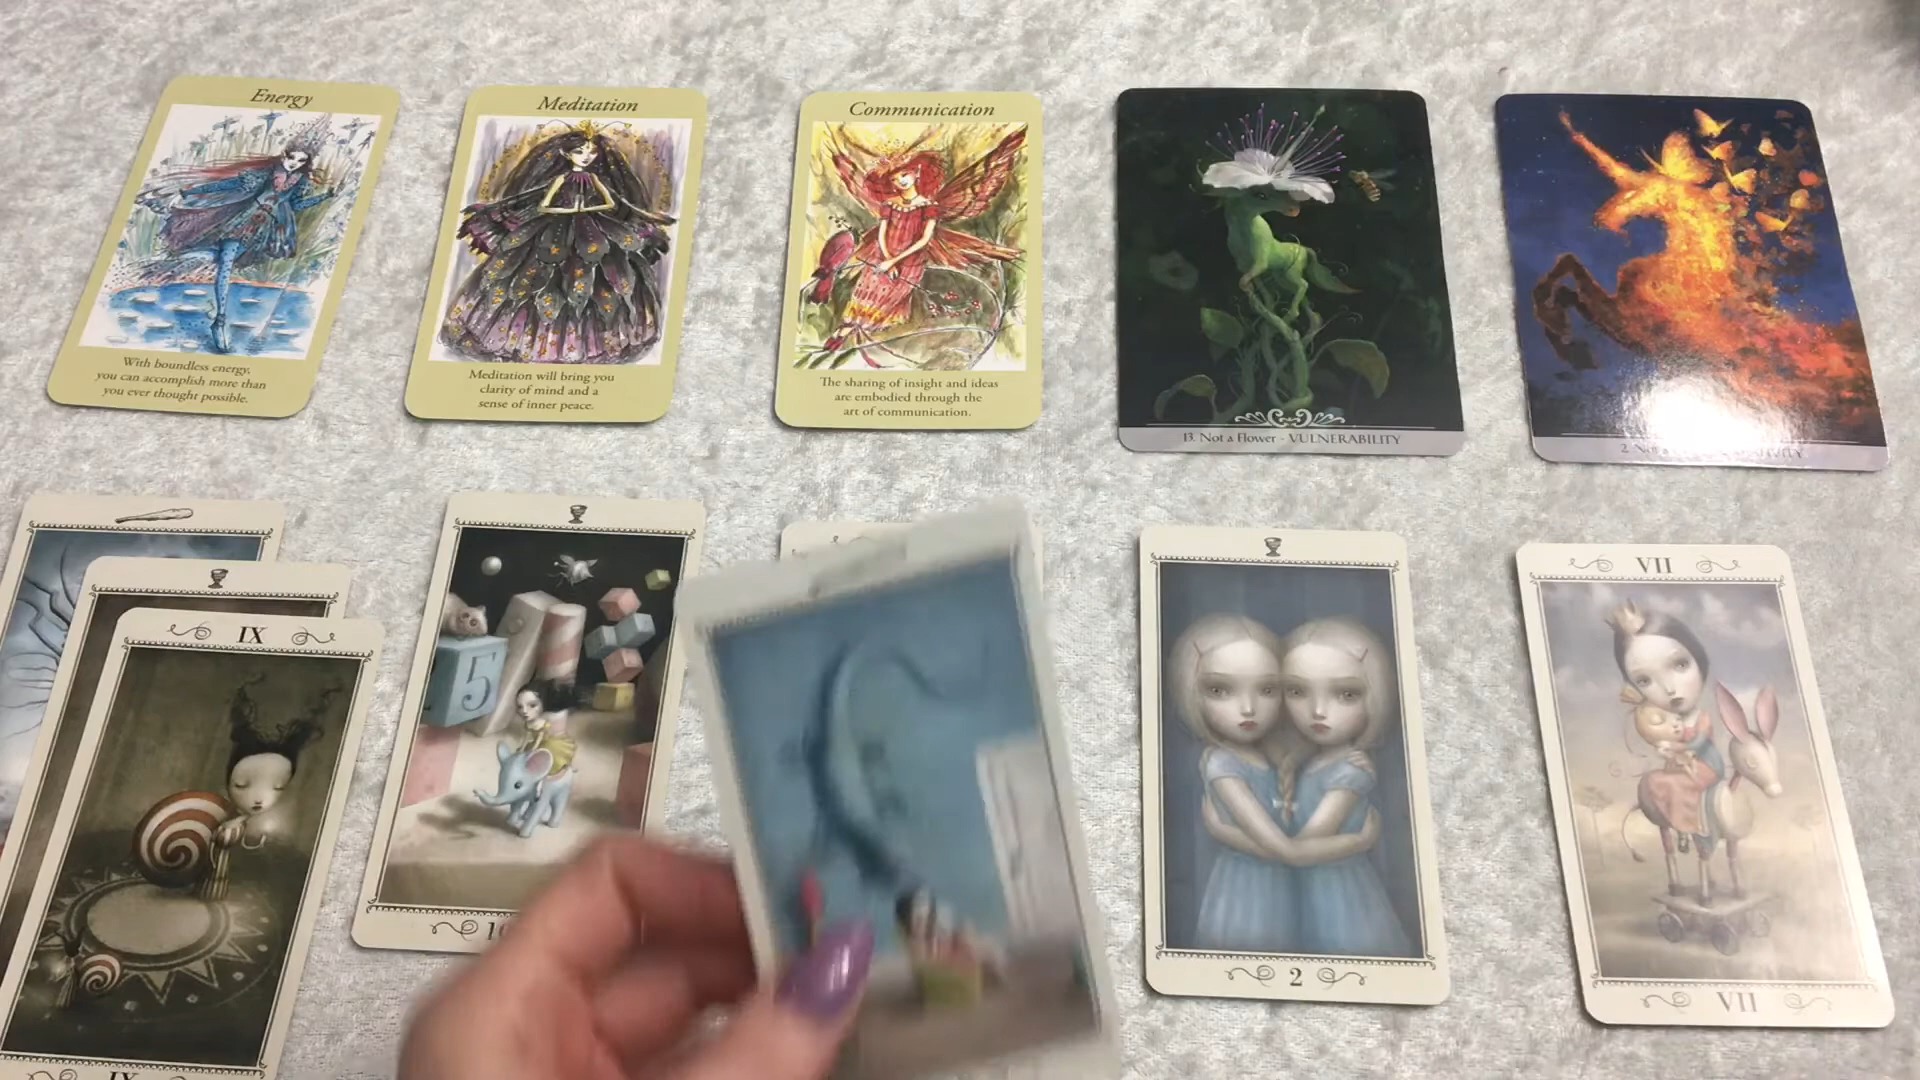 Energy
With boundless energy,
you can accomplish more than
you ever thought possible.
Meditation
Meditation will bring you
clarity of mind and a
sense of inner peace.
Communication
The sharing of insight and ideas
are embodied through the
art of communication.
13. Not a Flower - VULNERABILITY
2. Not a
IX
IX
5
10
2
VII
VII